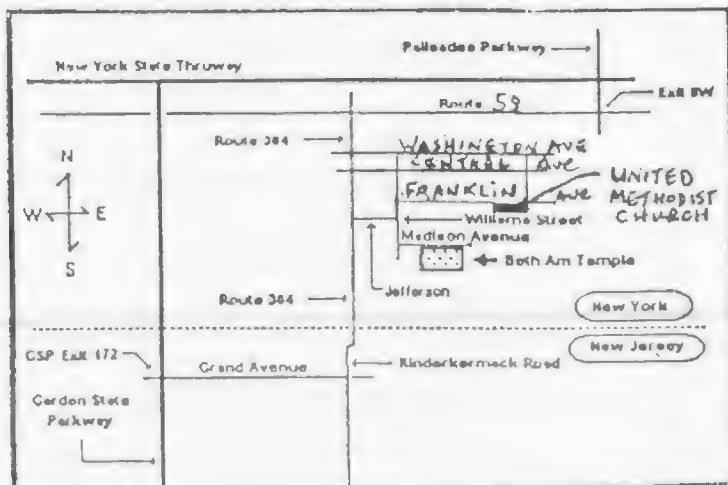 Palisades Parkway
New York State Thruway
Exit 8W
Route 59
Route 304
WASHINGTON AVE
CENTRAL AVE
N
W E
S
FRANKLIN AVE
UNITED
METHODIST
CHURCH
Williams Street
Madison Avenue
Beth Am Temple
Jefferson
Route 304
New York
New Jersey
GSP Exit 172
Grand Avenue
Kinderkermack Road
Garden State
Parkway